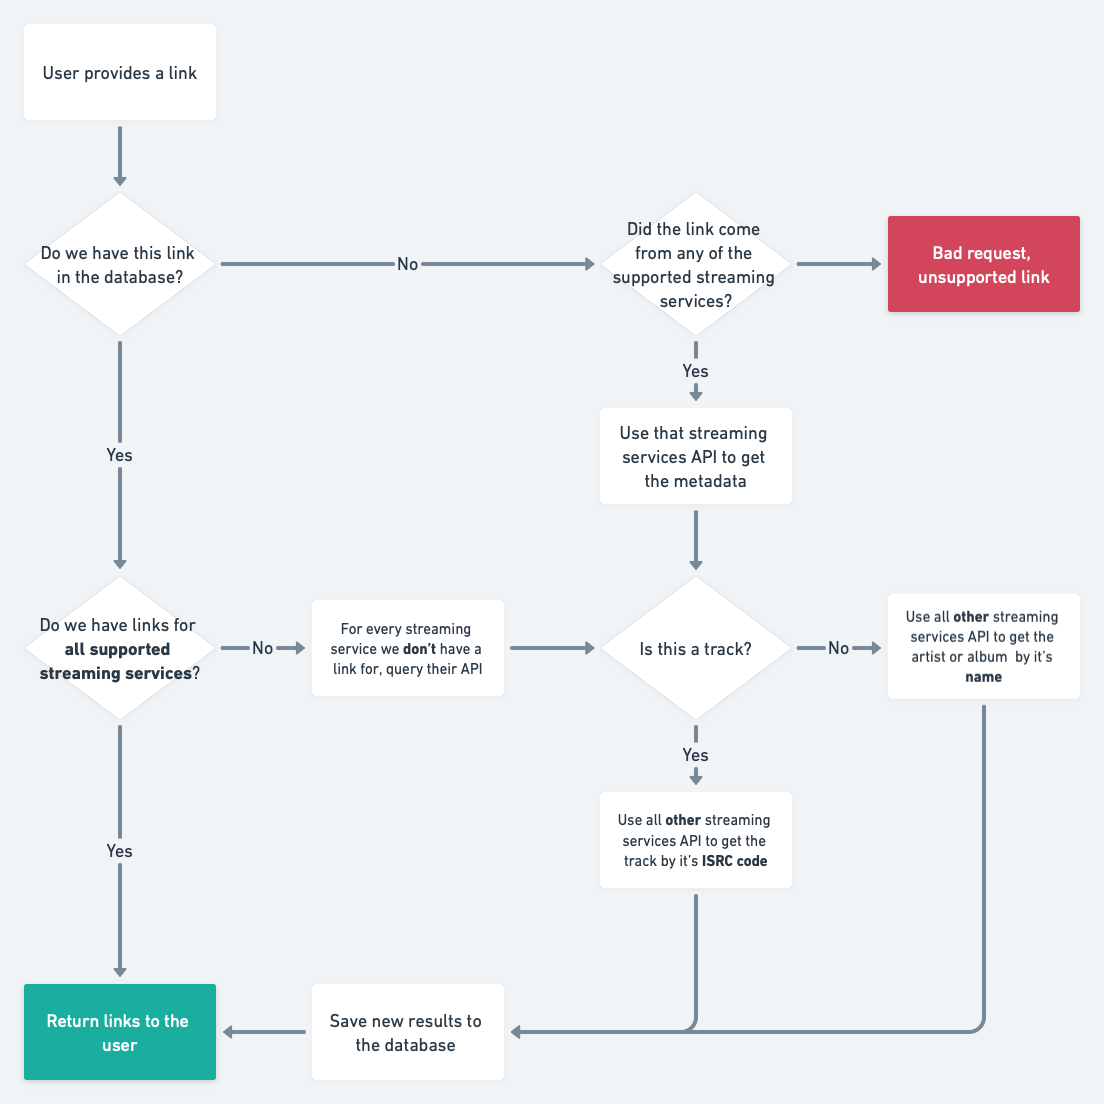 User provides a link
Do we have this link
in the database?
No
Did the link come
from any of the
supported streaming
services?
Bad request,
unsupported link
Yes
Use that streaming
services API to get
the metadata
Yes
Do we have links for
all supported
streaming services?
No
For every streaming
service we don't have a
link for, query their API
Is this a track?
No
Use all other streaming
services API to get the
artist or album by it's
name
Yes
Use all other streaming
services API to get the
track by it's ISRC code
Yes
Return links to the
user
Save new results to
the database